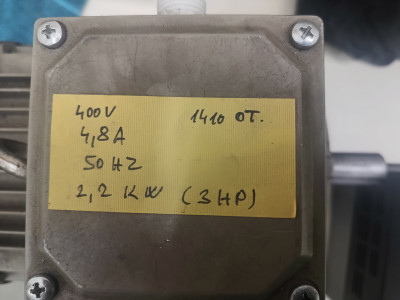 400V 1410 OT.
4,8A
50 HZ
2,2 KW (3HP)